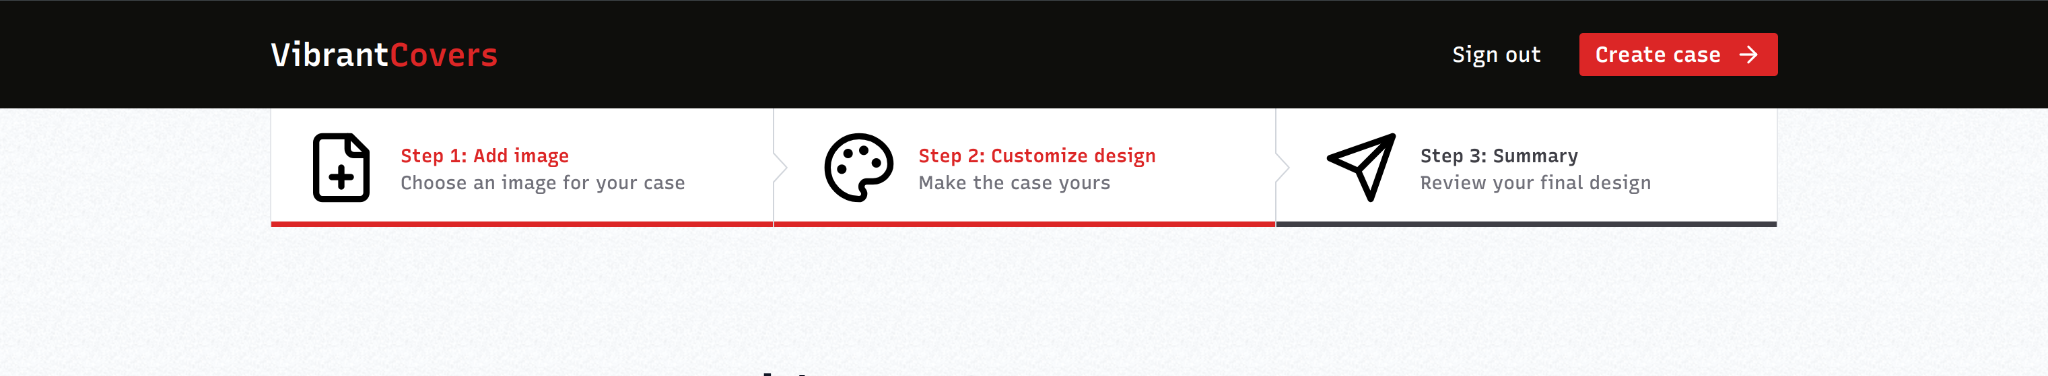 VibrantCovers
Sign out
Create case
Step 1: Add image
Choose an image for your case
Step 2: Customize design
Make the case yours
Step 3: Summary
Review your final design